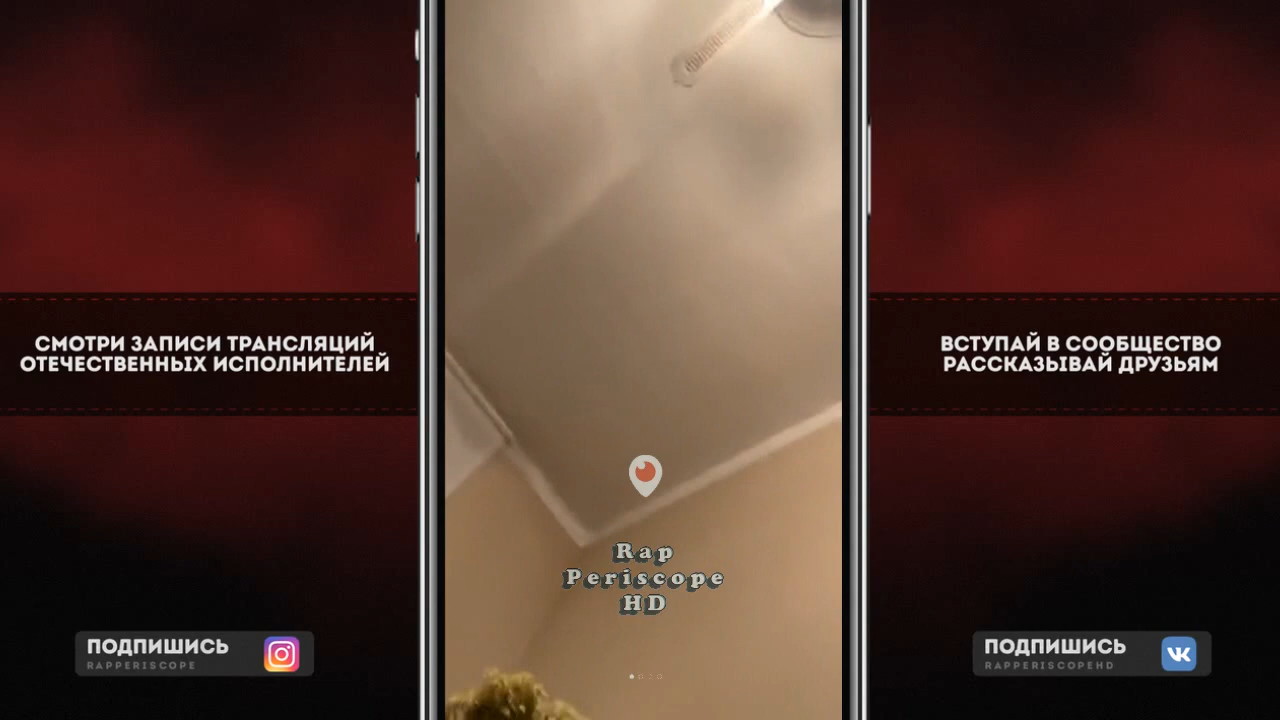 СМОТРИ ЗАПИСИ ТРАНСЛЯЦИЙ
ОТЕЧЕСТВЕННЫХ ИСПОЛНИТЕЛЕЙ
ВСТУПАЙ В СООБЩЕСТВО
РАССКАЗЫВАЙ ДРУЗЬЯМ
Rap
Periscope
HD
ПОДПИШИСЬ
RAPPERISCOPE
ПОДПИШИСЬ
RAPPERISCOPEHD